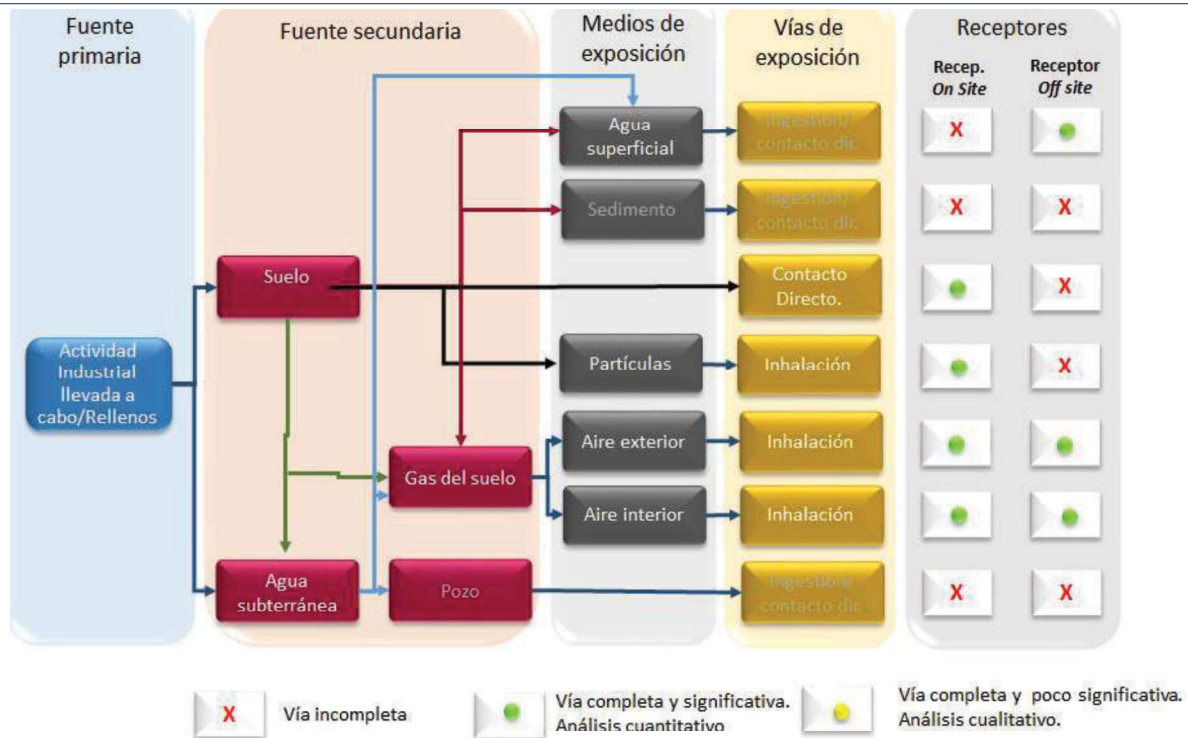 Fuente
primaria
Fuente secundaria
Medios de
exposición
Vías de
exposición
Receptores
Recep.
On Site
Receptor
Off site
Agua
superficial
Ingestión/
contacto dir.
X
Sedimento
Ingestión/
contacto dir.
X
X
Suelo
Contacto
Directo.
X
Actividad
Industrial
llevada a
cabo/Rellenos
Partículas
Inhalación
X
Gas del suelo
Aire exterior
Inhalación
Aire interior
Inhalación
Agua
subterránea
Pozo
Ingestión/
contacto dir
X
X
X
Vía incompleta
Vía completa y significativa.
Análisis cuantitativo
Vía completa y poco significativa.
Análisis cualitativo.